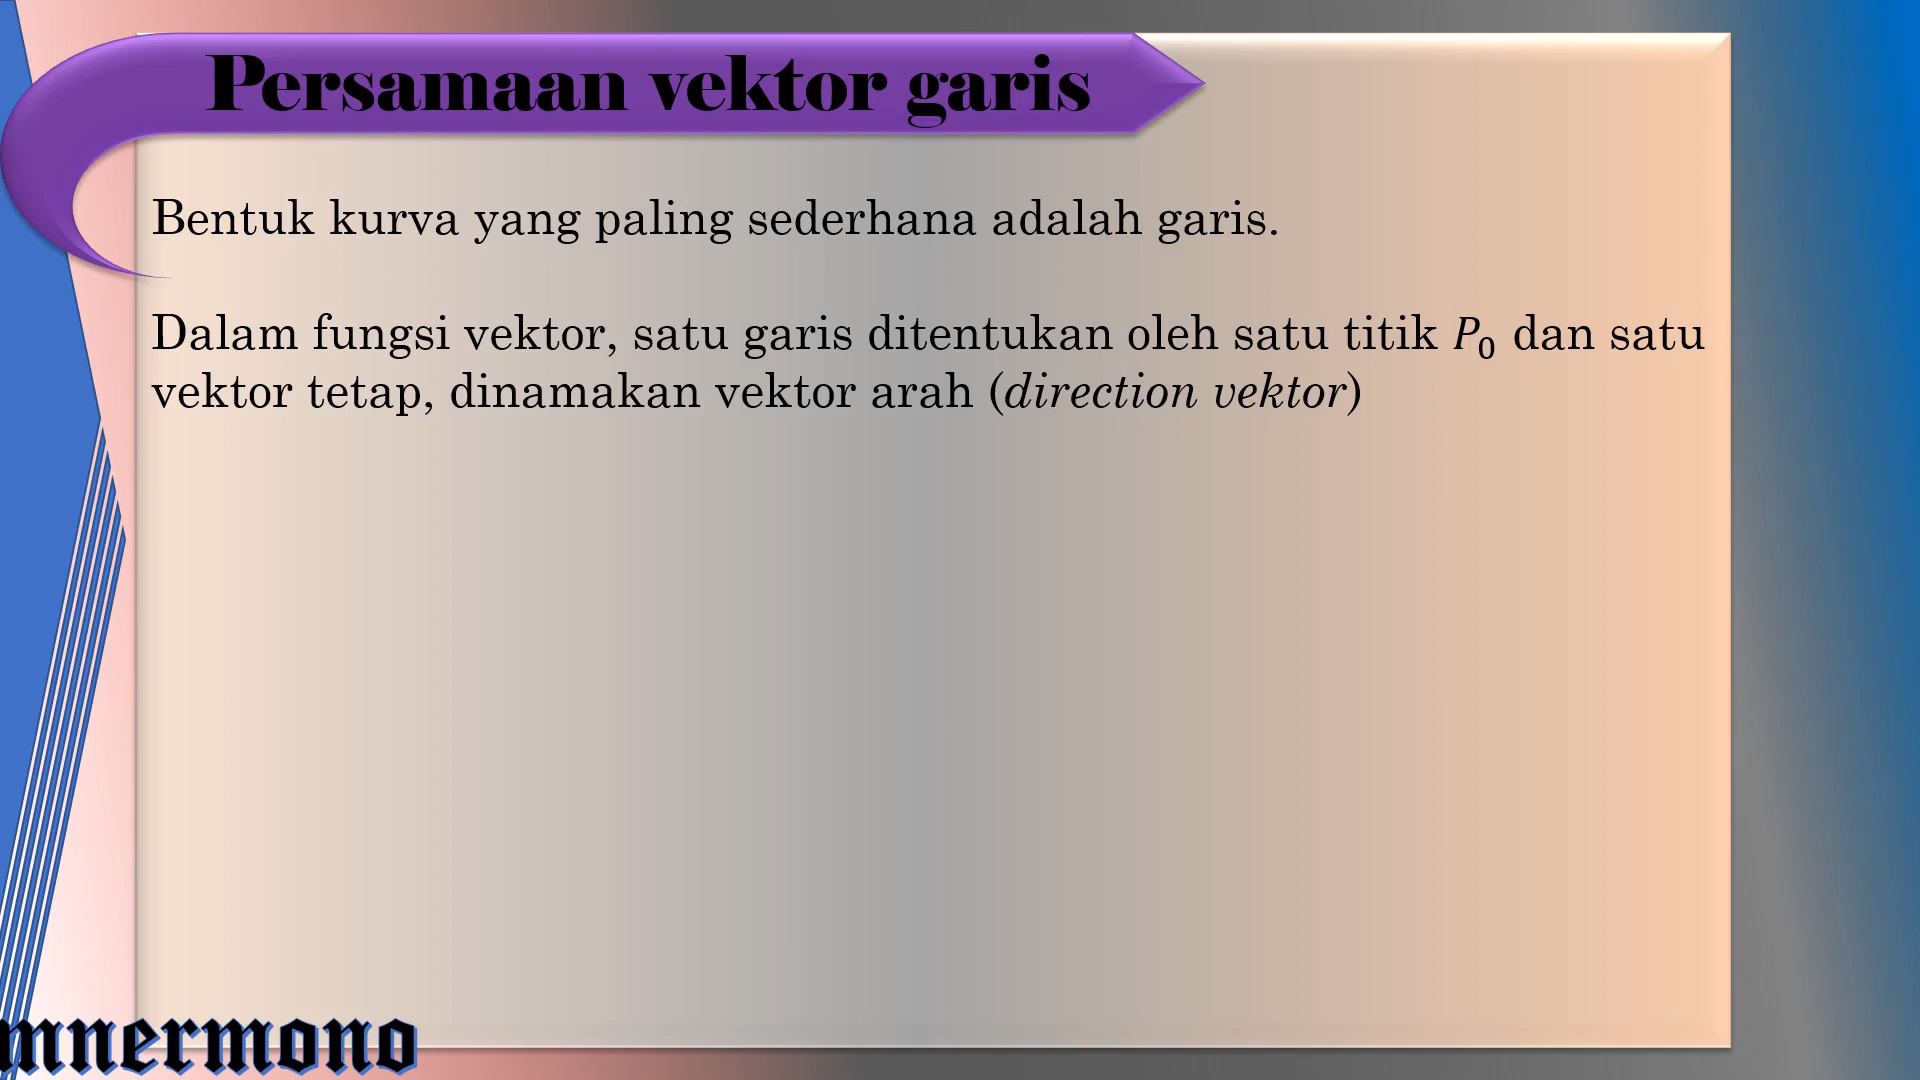 Persamaan vektor garis
Bentuk kurva yang paling sederhana adalah garis.
Dalam fungsi vektor, satu garis ditentukan oleh satu titik P₀ dan satu
vektor tetap, dinamakan vektor arah (direction vektor)
mnermono